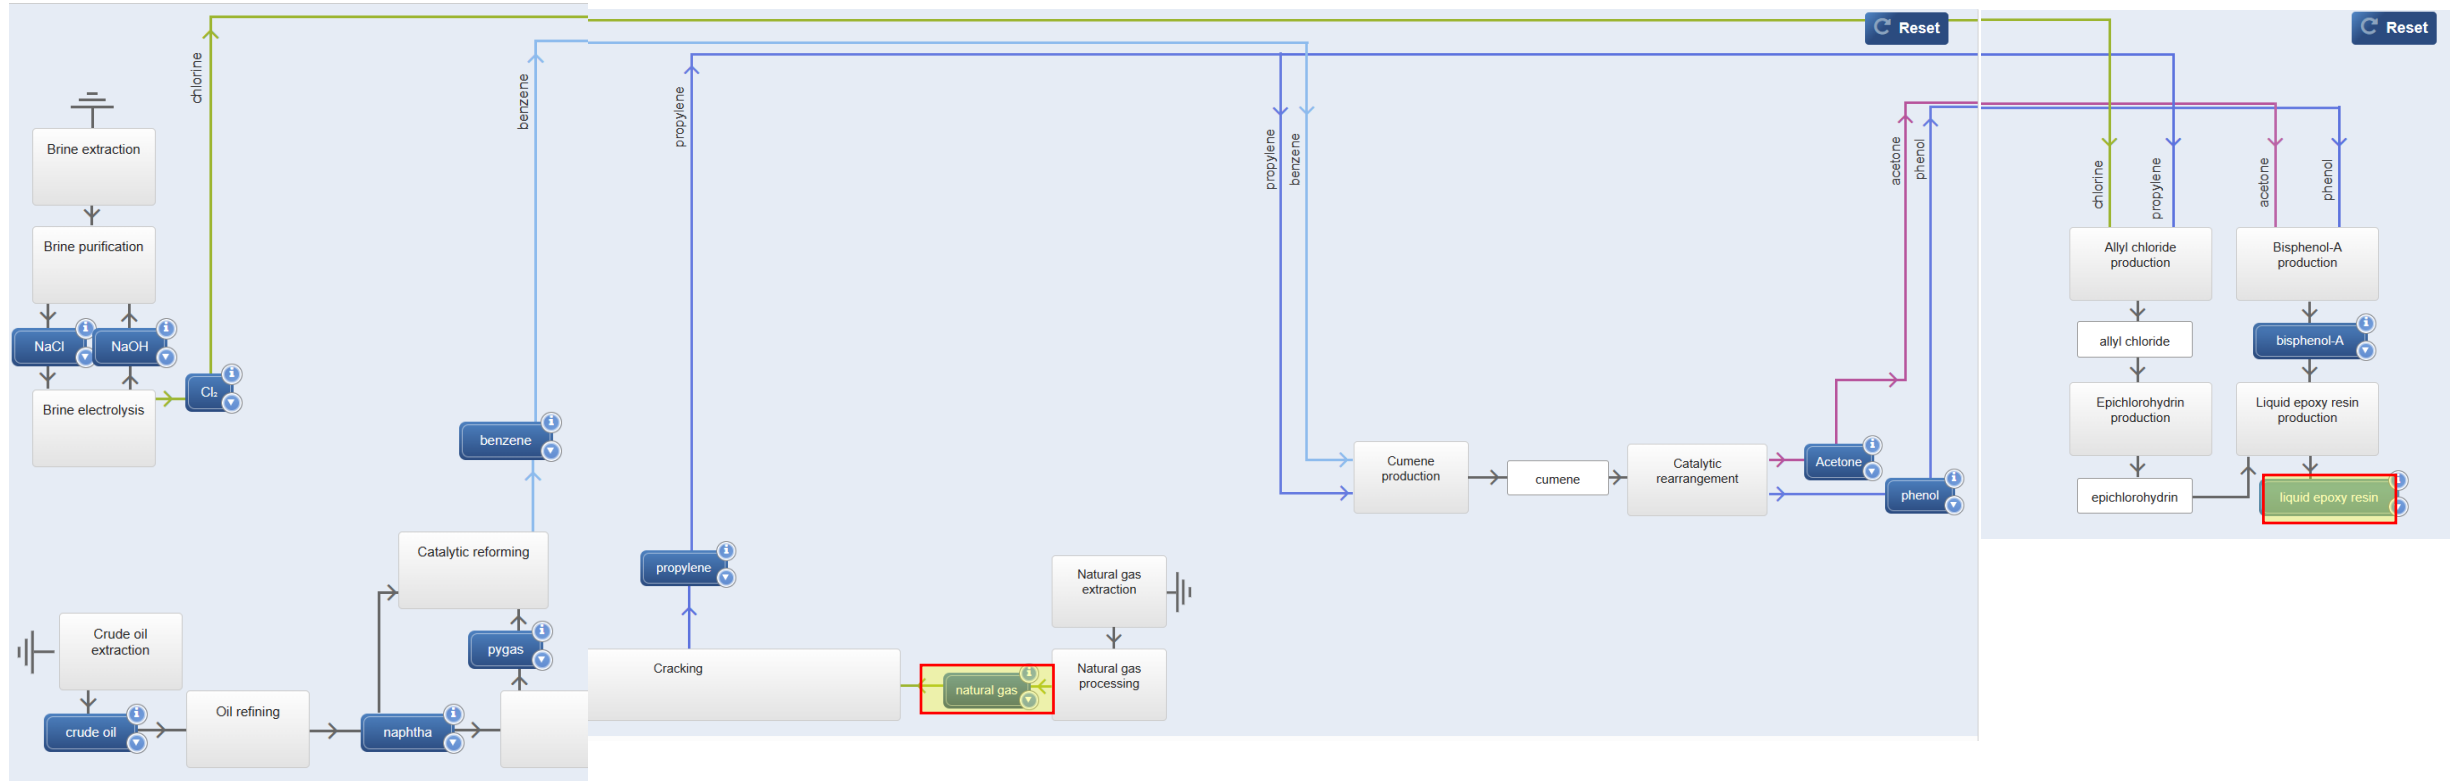 Reset
Reset
chlorine
benzene
propylene
propylene
benzene
acetone
phenol
chlorine
propylene
acetone
phenol
Brine extraction
Brine purification
NaCl
NaOH
Cl₂
Brine electrolysis
benzene
Catalytic reforming
Crude oil
extraction
pygas
crude oil
Oil refining
naphtha
propylene
Cracking
natural gas
Natural gas
extraction
Natural gas
processing
Cumene
production
cumene
Catalytic
rearrangement
Acetone
phenol
Allyl chloride
production
allyl chloride
Epichlorohydrin
production
epichlorohydrin
Bisphenol-A
production
bisphenol-A
Liquid epoxy resin
production
liquid epoxy resin